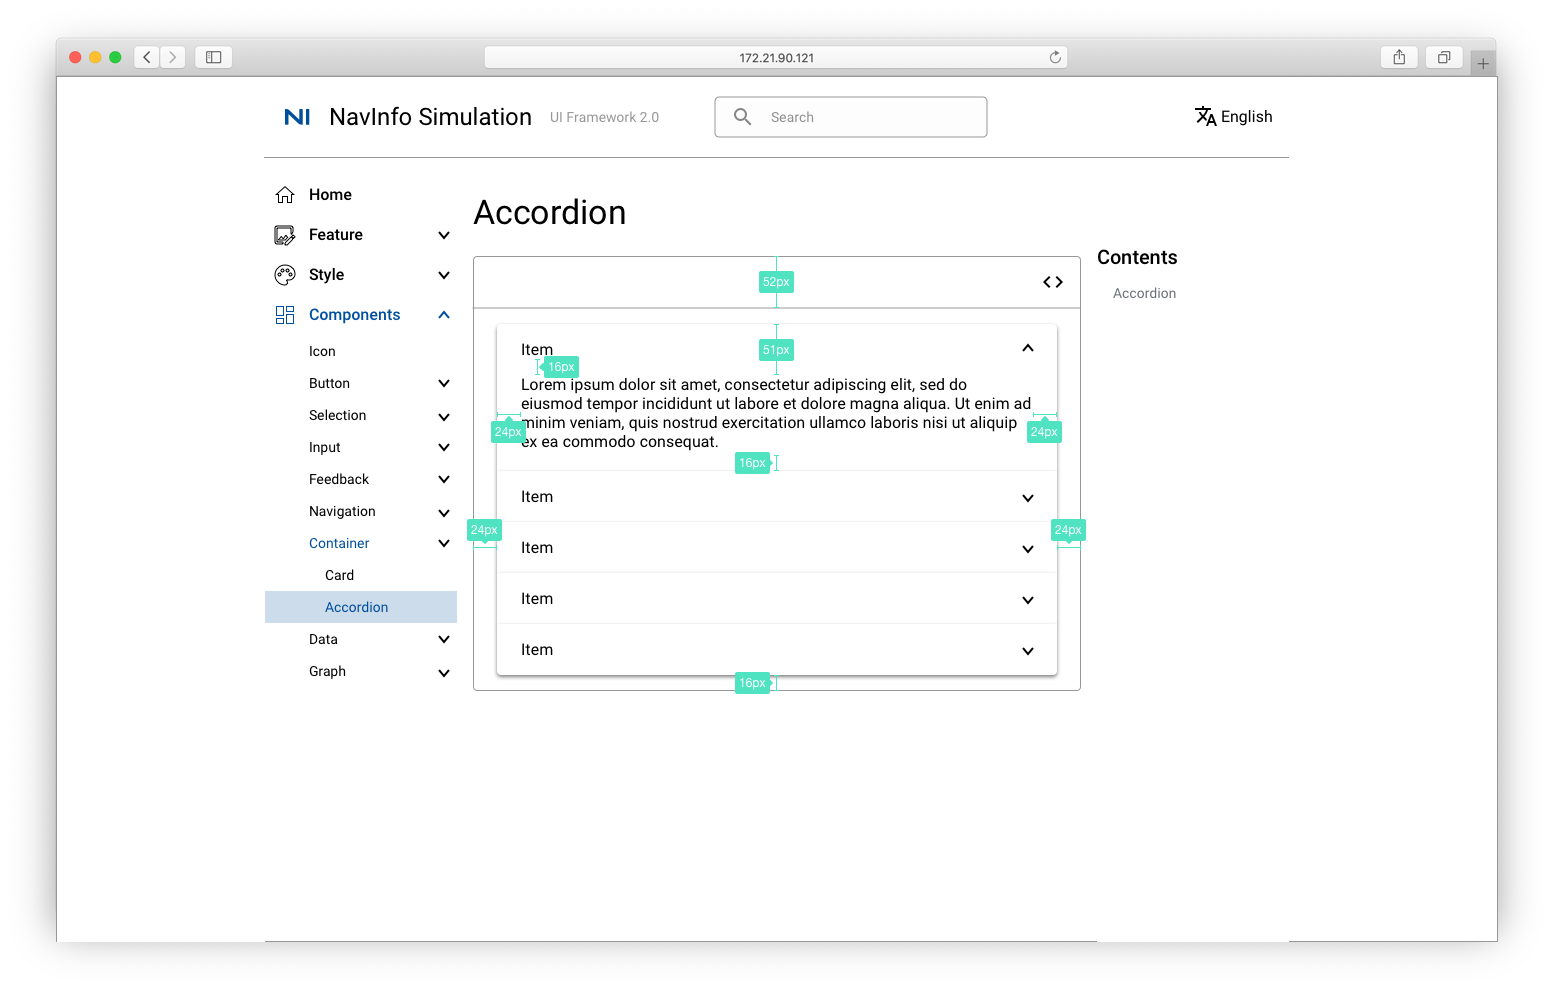 172.21.90.121
NI NavInfo Simulation UI Framework 2.0
Search
English
Home
Feature
Style
Components
Icon
Button
Selection
Input
Feedback
Navigation
Container
Card
Accordion
Data
Graph
Accordion
52px
Item
51px
16px
Lorem ipsum dolor sit amet, consectetur adipiscing elit, sed do
eiusmod tempor incididunt ut labore et dolore magna aliqua. Ut enim ad
minim veniam, quis nostrud exercitation ullamco laboris nisi ut aliquip
ex ea commodo consequat.
24px
24px
16px
Item
24px
24px
Item
Item
Item
16px
Contents
Accordion